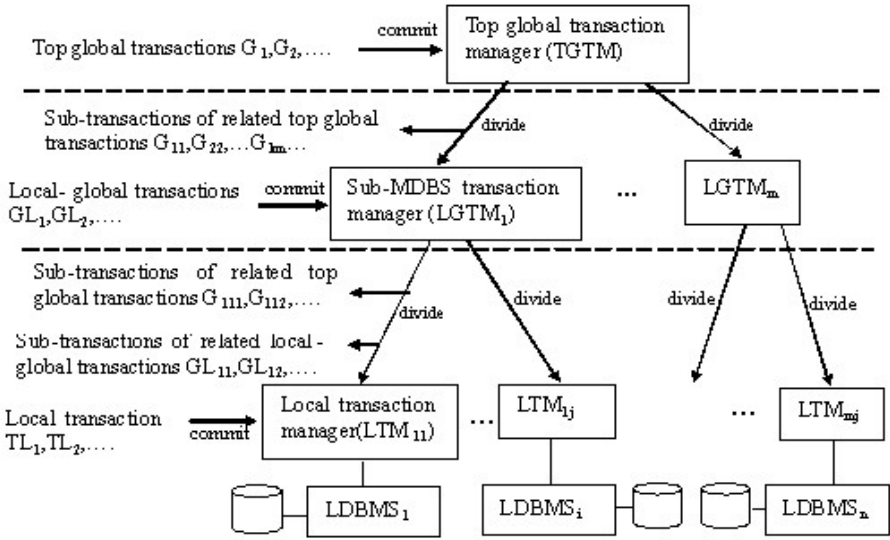 Top global transactions G₁,G₂,....
commit
Top global transaction
manager (TGTM)
Sub-transactions of related top global
transactions G₁₁,G₂₂,...G₁ₘ...
divide
divide
Local- global transactions
GL₁,GL₂,....
commit
Sub-MDBS transaction
manager (LGTM₁)
...
LGTMₘ
Sub-transactions of related top
global transactions G₁₁₁,G₁₁₂,....
divide
divide
divide
divide
Sub-transactions of related local-
global transactions GL₁₁,GL₁₂,....
Local transaction
TL₁,TL₂,....
commit
Local transaction
manager(LTM₁₁)
...
LTM₁ⱼ
...
LTMₘⱼ
LDBMS₁
LDBMSᵢ
LDBMSₙ